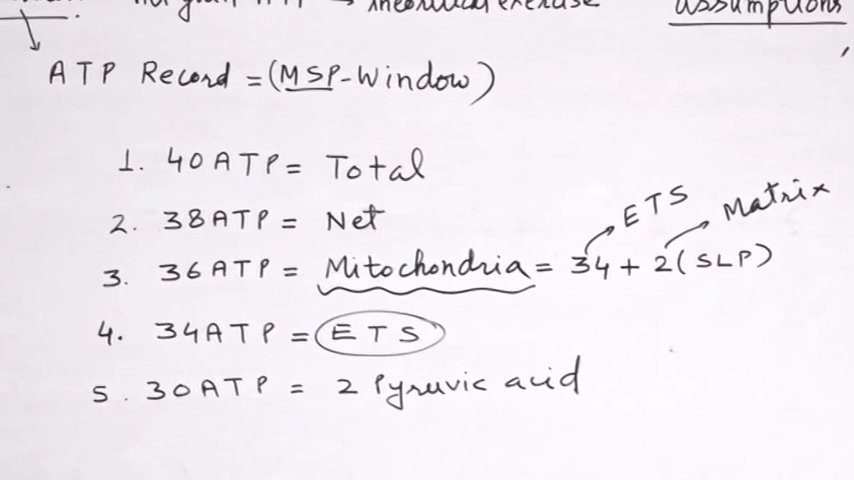 assumptions
ATP Record = (MSP-Window)
1. 40ATP = Total
2. 38ATP = Net
ETS Matrix
3. 36ATP = Mitochondria = 34 + 2 (SLP)
4. 34ATP = ETS
5. 30ATP = 2 Pyruvic acid